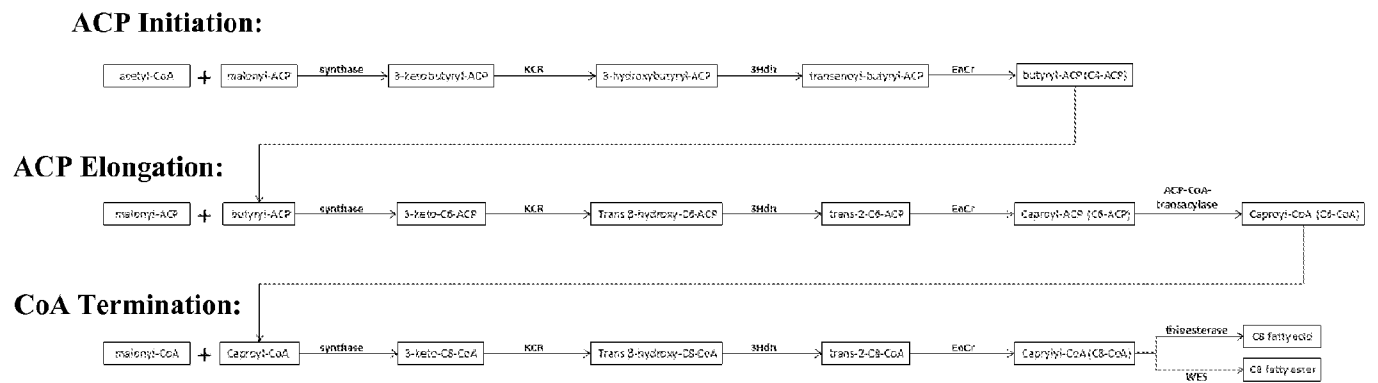 ACP Initiation:
acetyl-CoA + malonyl-ACP synthase 3-ketobutyryl-ACP KCR 3-hydroxybutyryl-ACP 3Hdh transenoyl-butyryl-ACP EnCr butyryl-ACP (C4-ACP)
ACP Elongation:
ACP-CoA-
malonyl-ACP + butyryl-ACP synthase 3-keto-C6-ACP KCR Trans β-hydroxy-C6-ACP 3Hdh trans-2-C6-ACP EnCr Caproyl-ACP (C6-ACP) transacylase Caproyl-CoA (C6-CoA)
CoA Termination:
malonyl-CoA + Caproyl-CoA synthase 3-keto-C8-CoA KCR Trans β-hydroxy-C8-CoA 3Hdh trans-2-C8-CoA EnCr Caprylyl-CoA (C8-CoA) thioesterase C8 fatty acid
WES C8 fatty ester